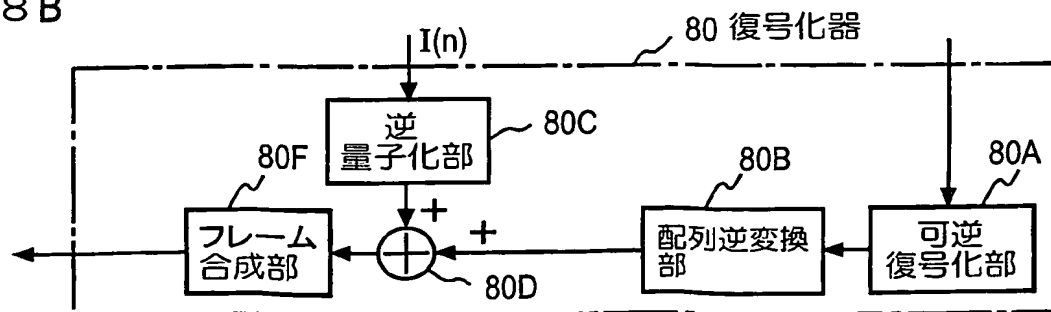 8B
80 復号化器
I(n)
逆
量子化部
80C
80F
80B
80A
フレーム
合成部
+
+
配列逆変換
部
可逆
復号化部
80D